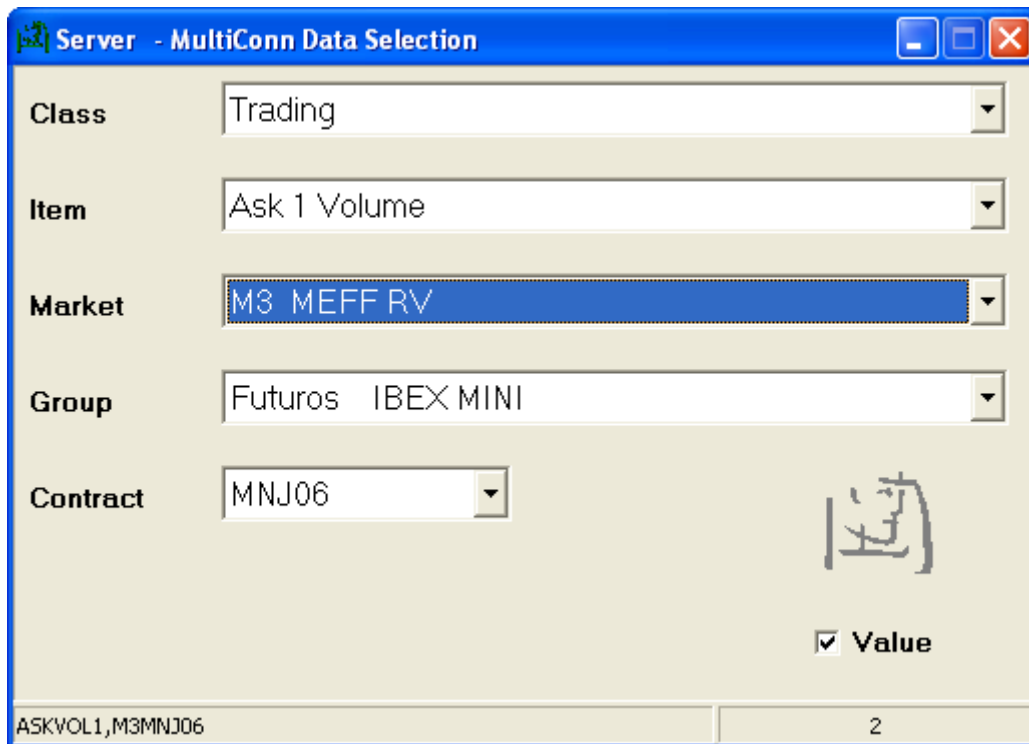 Server - MultiConn Data Selection
Class Trading
Item Ask 1 Volume
Market M3 MEFF RV
Group Futuros IBEX MINI
Contract MNJ06
Value
ASKVOL1,M3MNJ06 2